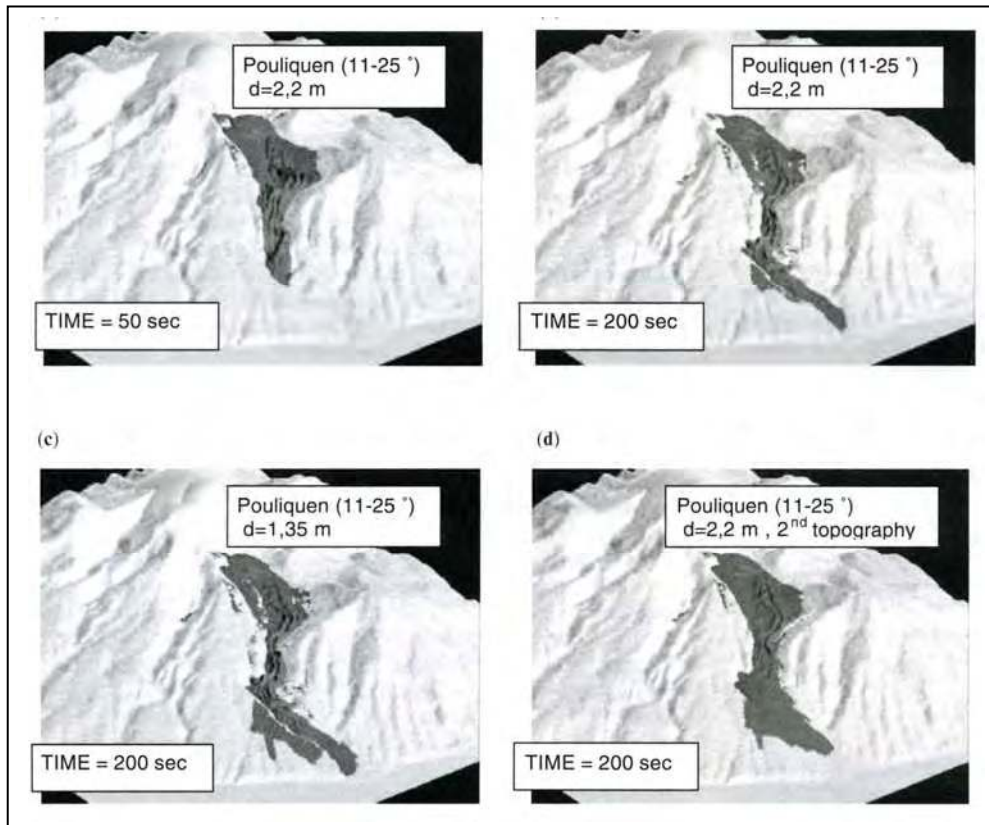 Pouliquen (11-25 °)
d=2,2 m
TIME = 50 sec
Pouliquen (11-25 °)
d=2,2 m
TIME = 200 sec
(c)
Pouliquen (11-25 °)
d=1,35 m
TIME = 200 sec
(d)
Pouliquen (11-25 °)
d=2,2 m , 2nd topography
TIME = 200 sec